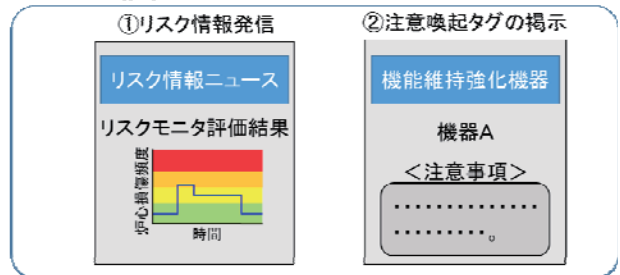 ①リスク情報発信
②注意喚起タグの掲示
リスク情報ニュース
リスクモニタ評価結果
炉心損傷頻度
時間
機能維持強化機器
機器A
＜注意事項＞
・・・・・・・・・・・・・・
・・・・・・・・・。